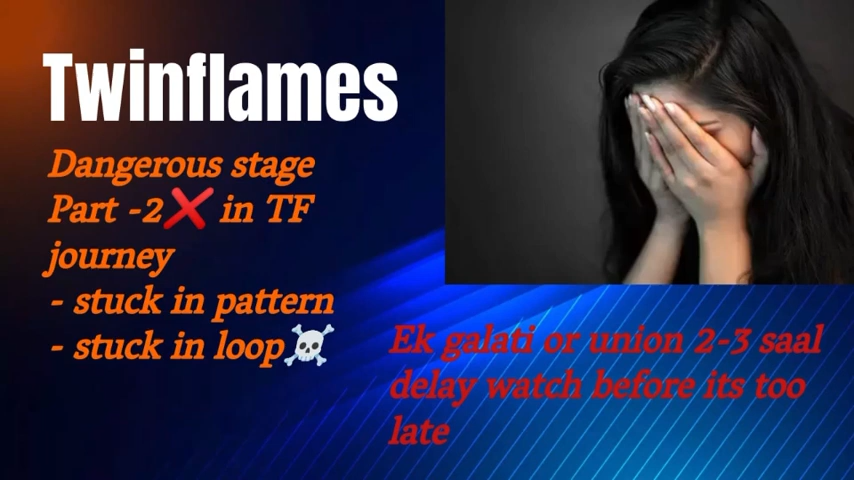 Twinflames
Dangerous stage
Part -2❌ in TF
journey
- stuck in pattern
- stuck in loop☠️
Ek galati or union 2-3 saal
delay watch before its too
late